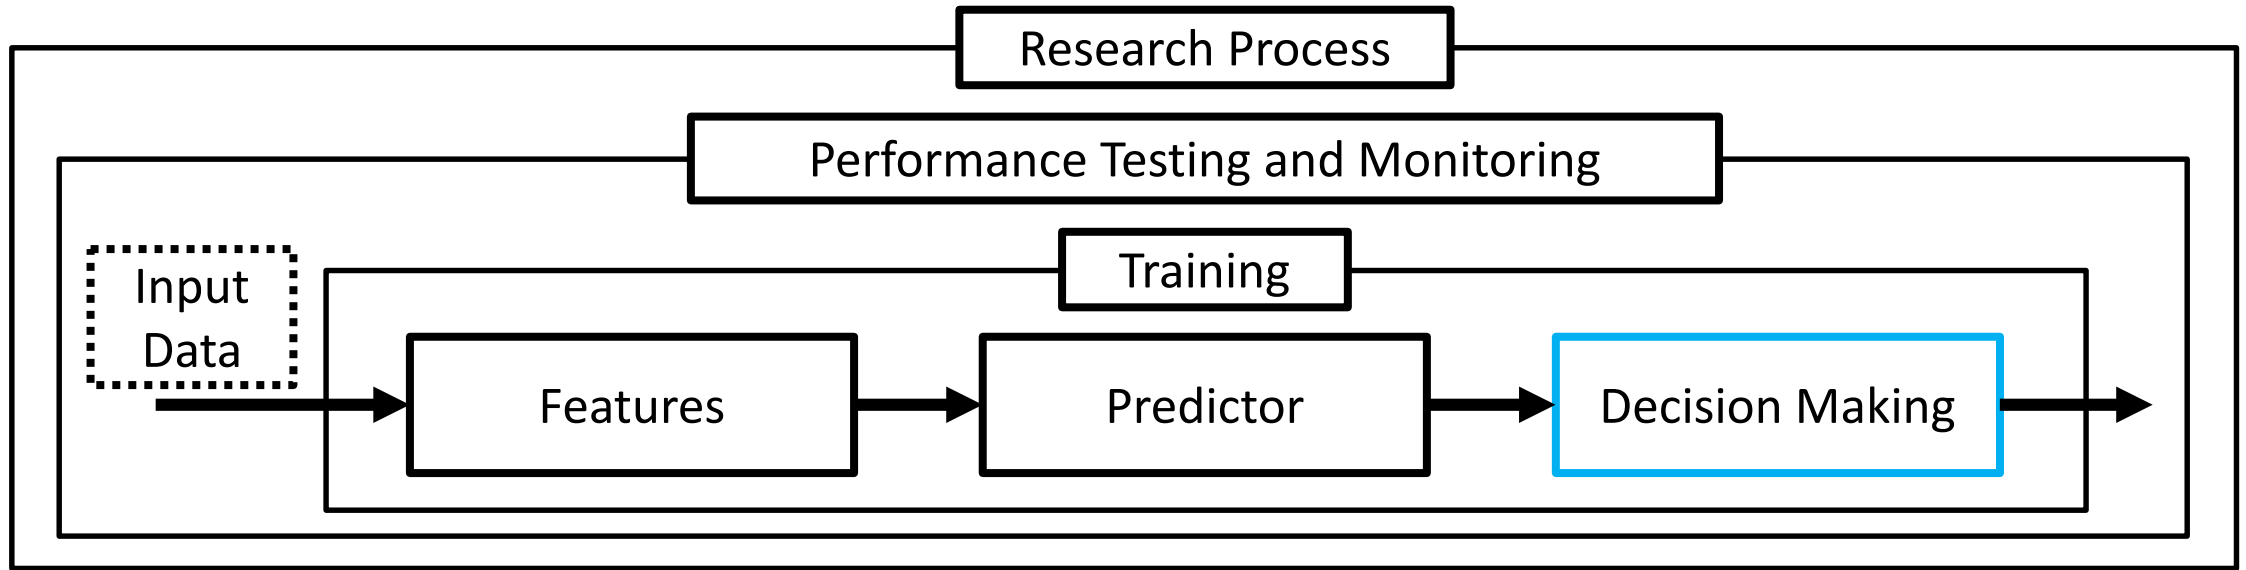 Research Process
Performance Testing and Monitoring
Training
Input
Data
Features
Predictor
Decision Making